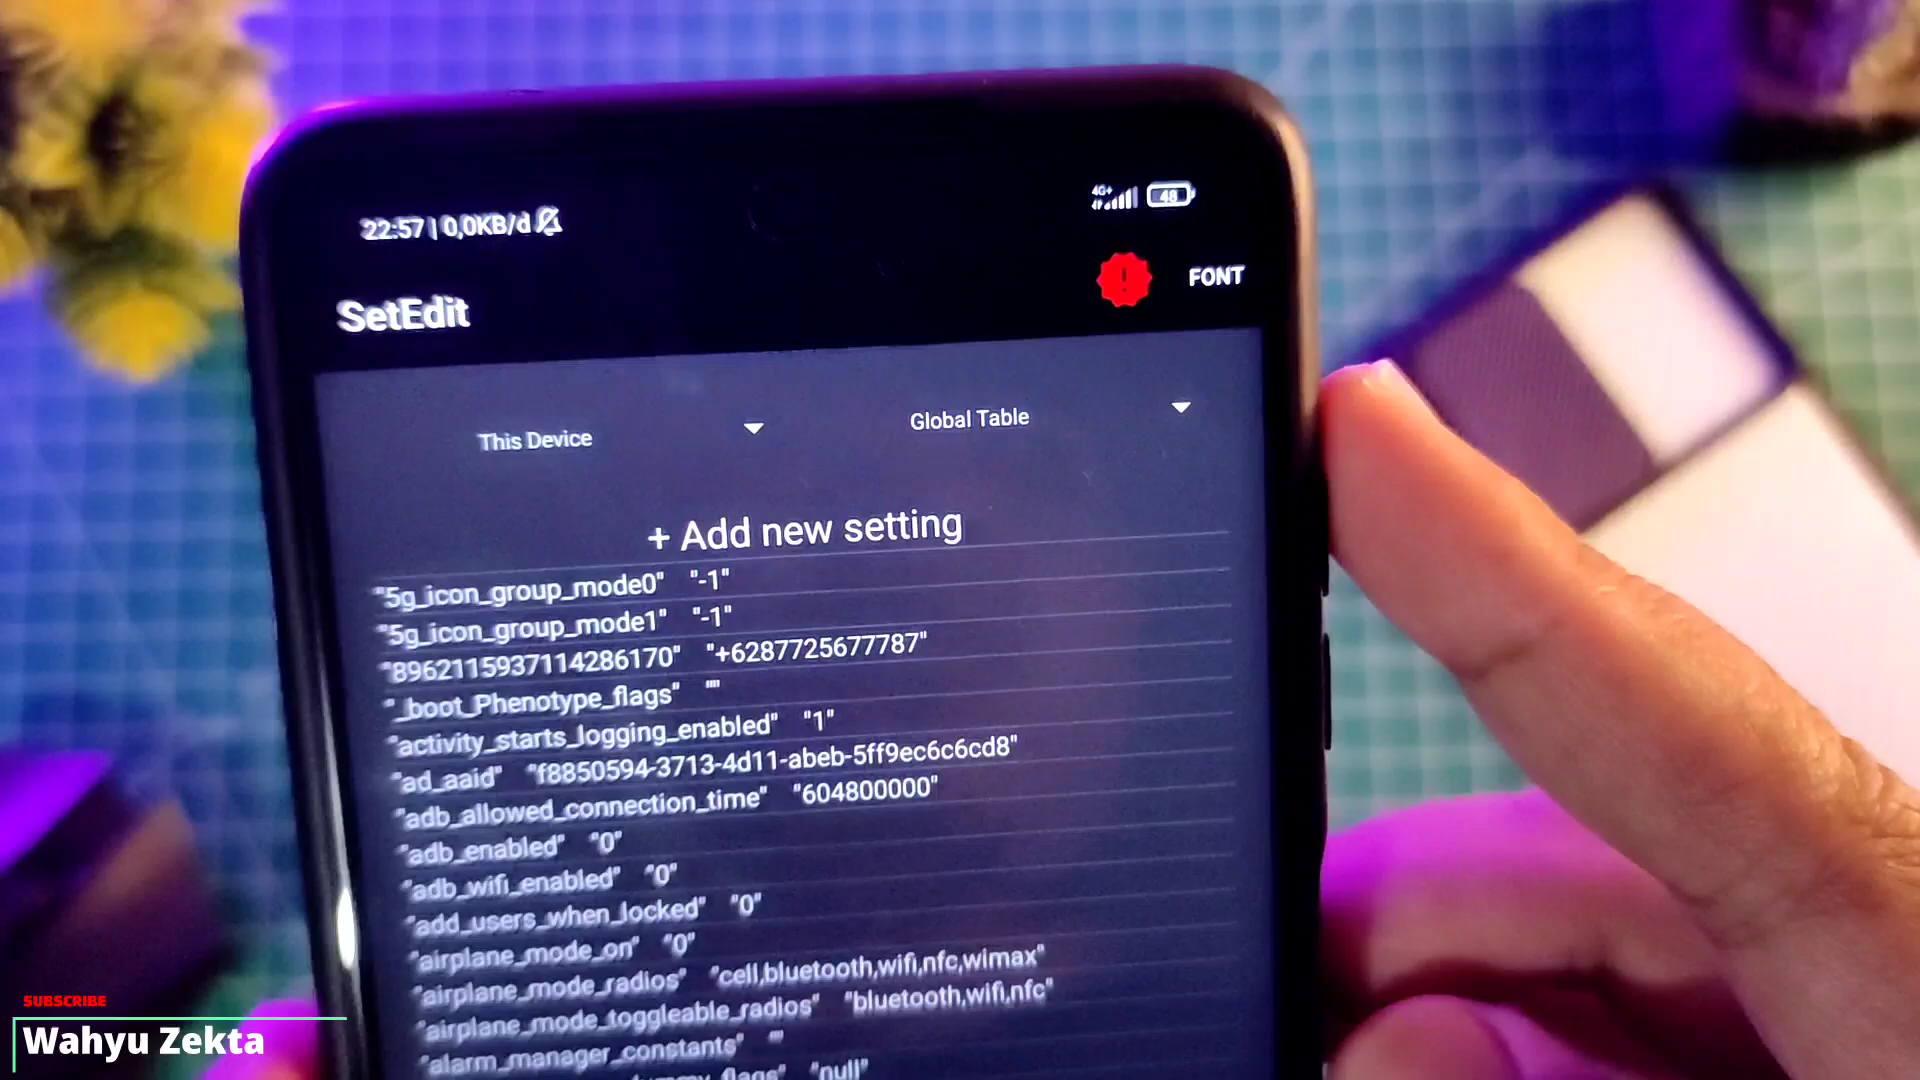 22:57 | 0,0KB/d
4G+
48
SetEdit
FONT
This Device
Global Table
+ Add new setting
"5g_icon_group_mode0" "-1"
"5g_icon_group_mode1" "-1"
"8962115937114286170" "+6287725677787"
"_boot_Phenotype_flags" ""
"activity_starts_logging_enabled" "1"
"ad_aaid" "f8850594-3713-4d11-abeb-5ff9ec6c6cd8"
"adb_allowed_connection_time" "604800000"
"adb_enabled" "0"
"adb_wifi_enabled" "0"
"add_users_when_locked" "0"
"airplane_mode_on" "0"
"airplane_mode_radios" "cell,bluetooth,wifi,nfc,wimax"
"airplane_mode_toggleable_radios" "bluetooth,wifi,nfc"
"alarm_manager_constants" ""
"null"
SUBSCRIBE
Wahyu Zekta